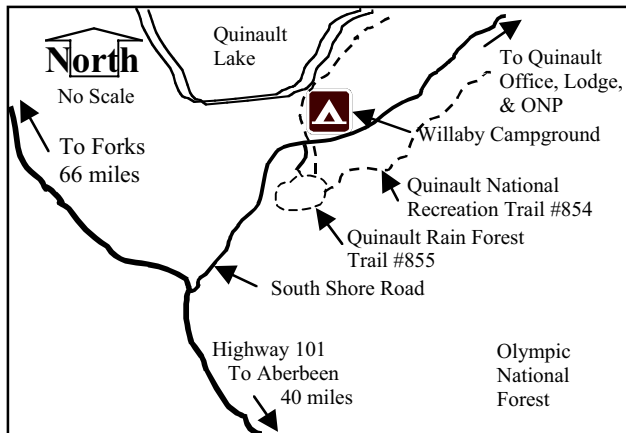 North
No Scale
Quinault
Lake
To Quinault
Office, Lodge,
& ONP
Willaby Campground
To Forks
66 miles
Quinault National
Recreation Trail #854
Quinault Rain Forest
Trail #855
South Shore Road
Highway 101
To Aberbeen
40 miles
Olympic
National
Forest